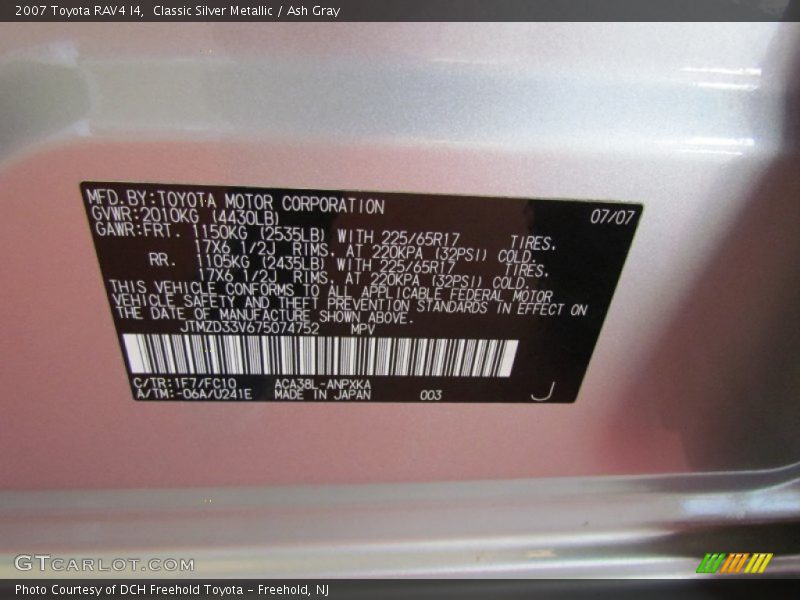 2007 Toyota RAV4 I4,  Classic Silver Metallic / Ash Gray
MFD. BY: TOYOTA MOTOR CORPORATION 07/07
GVWR: 2010KG (4430LB)
GAWR: FRT. 1150KG (2535LB) WITH 225/65R17 TIRES.
17X6 1/2J RIMS, AT 220KPA (32PSI) COLD.
RR. 1105KG (2435LB) WITH 225/65R17 TIRES.
17X6 1/2J RIMS, AT 220KPA (32PSI) COLD.
THIS VEHICLE CONFORMS TO ALL APPLICABLE FEDERAL MOTOR
VEHICLE SAFETY AND THEFT PREVENTION STANDARDS IN EFFECT ON
THE DATE OF MANUFACTURE SHOWN ABOVE.
JTMZD33V675074752 MPV
C/TR: 1F7/FC10 ACA38L-ANPXKA
A/TM: -06A/U241E MADE IN JAPAN 003 J
GTCARLOT.COM
Photo Courtesy of DCH Freehold Toyota - Freehold, NJ